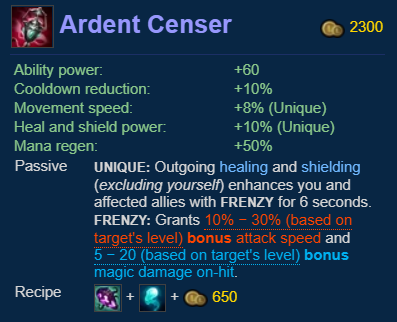 Ardent Censer 2300
Ability power: +60
Cooldown reduction: +10%
Movement speed: +8% (Unique)
Heal and shield power: +10% (Unique)
Mana regen: +50%
Passive UNIQUE: Outgoing healing and shielding
(excluding yourself) enhances you and
affected allies with FRENZY for 6 seconds.
FRENZY: Grants 10% − 30% (based on
target's level) bonus attack speed and
5 − 20 (based on target's level) bonus
magic damage on-hit.
Recipe + + 650